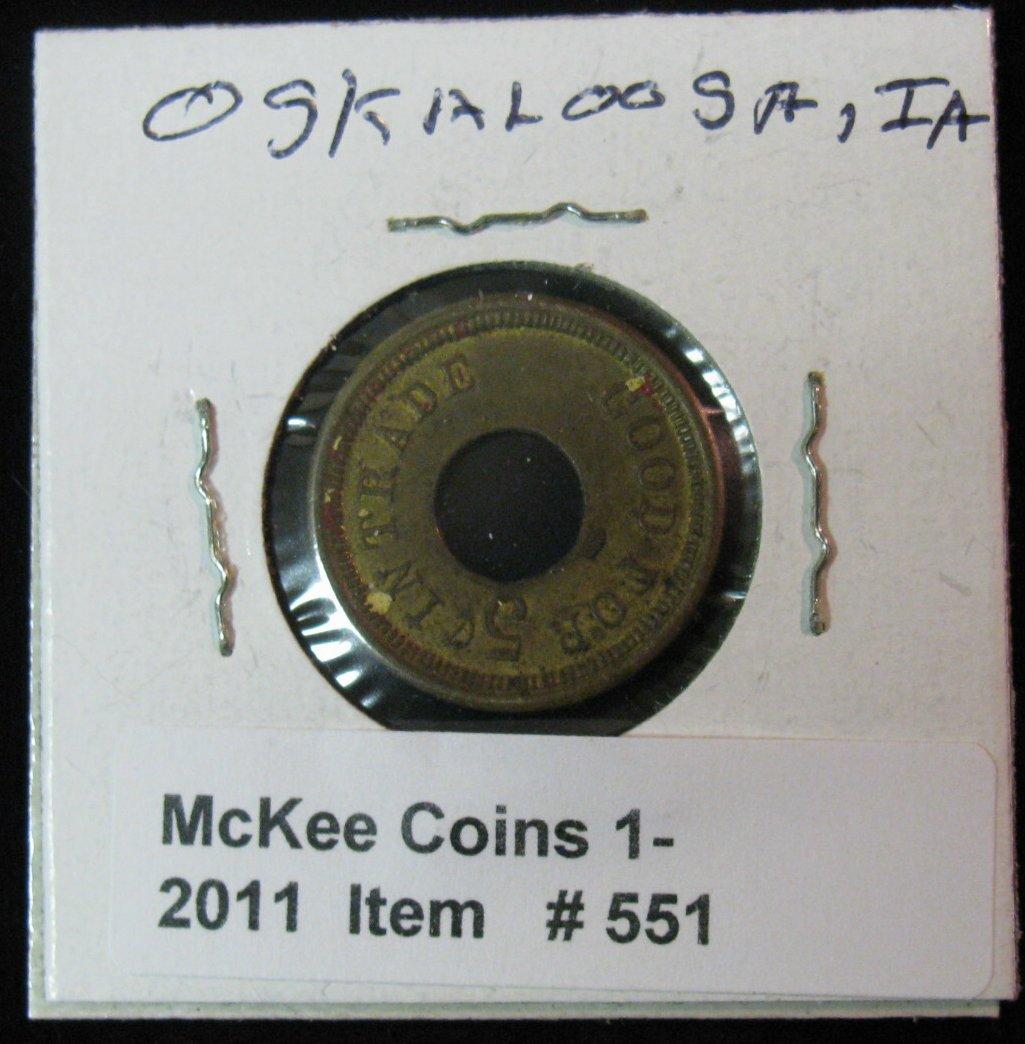 OSKALOOSA, IA
GOOD FOR
5¢
IN TRADE
McKee Coins 1-
2011 Item # 551